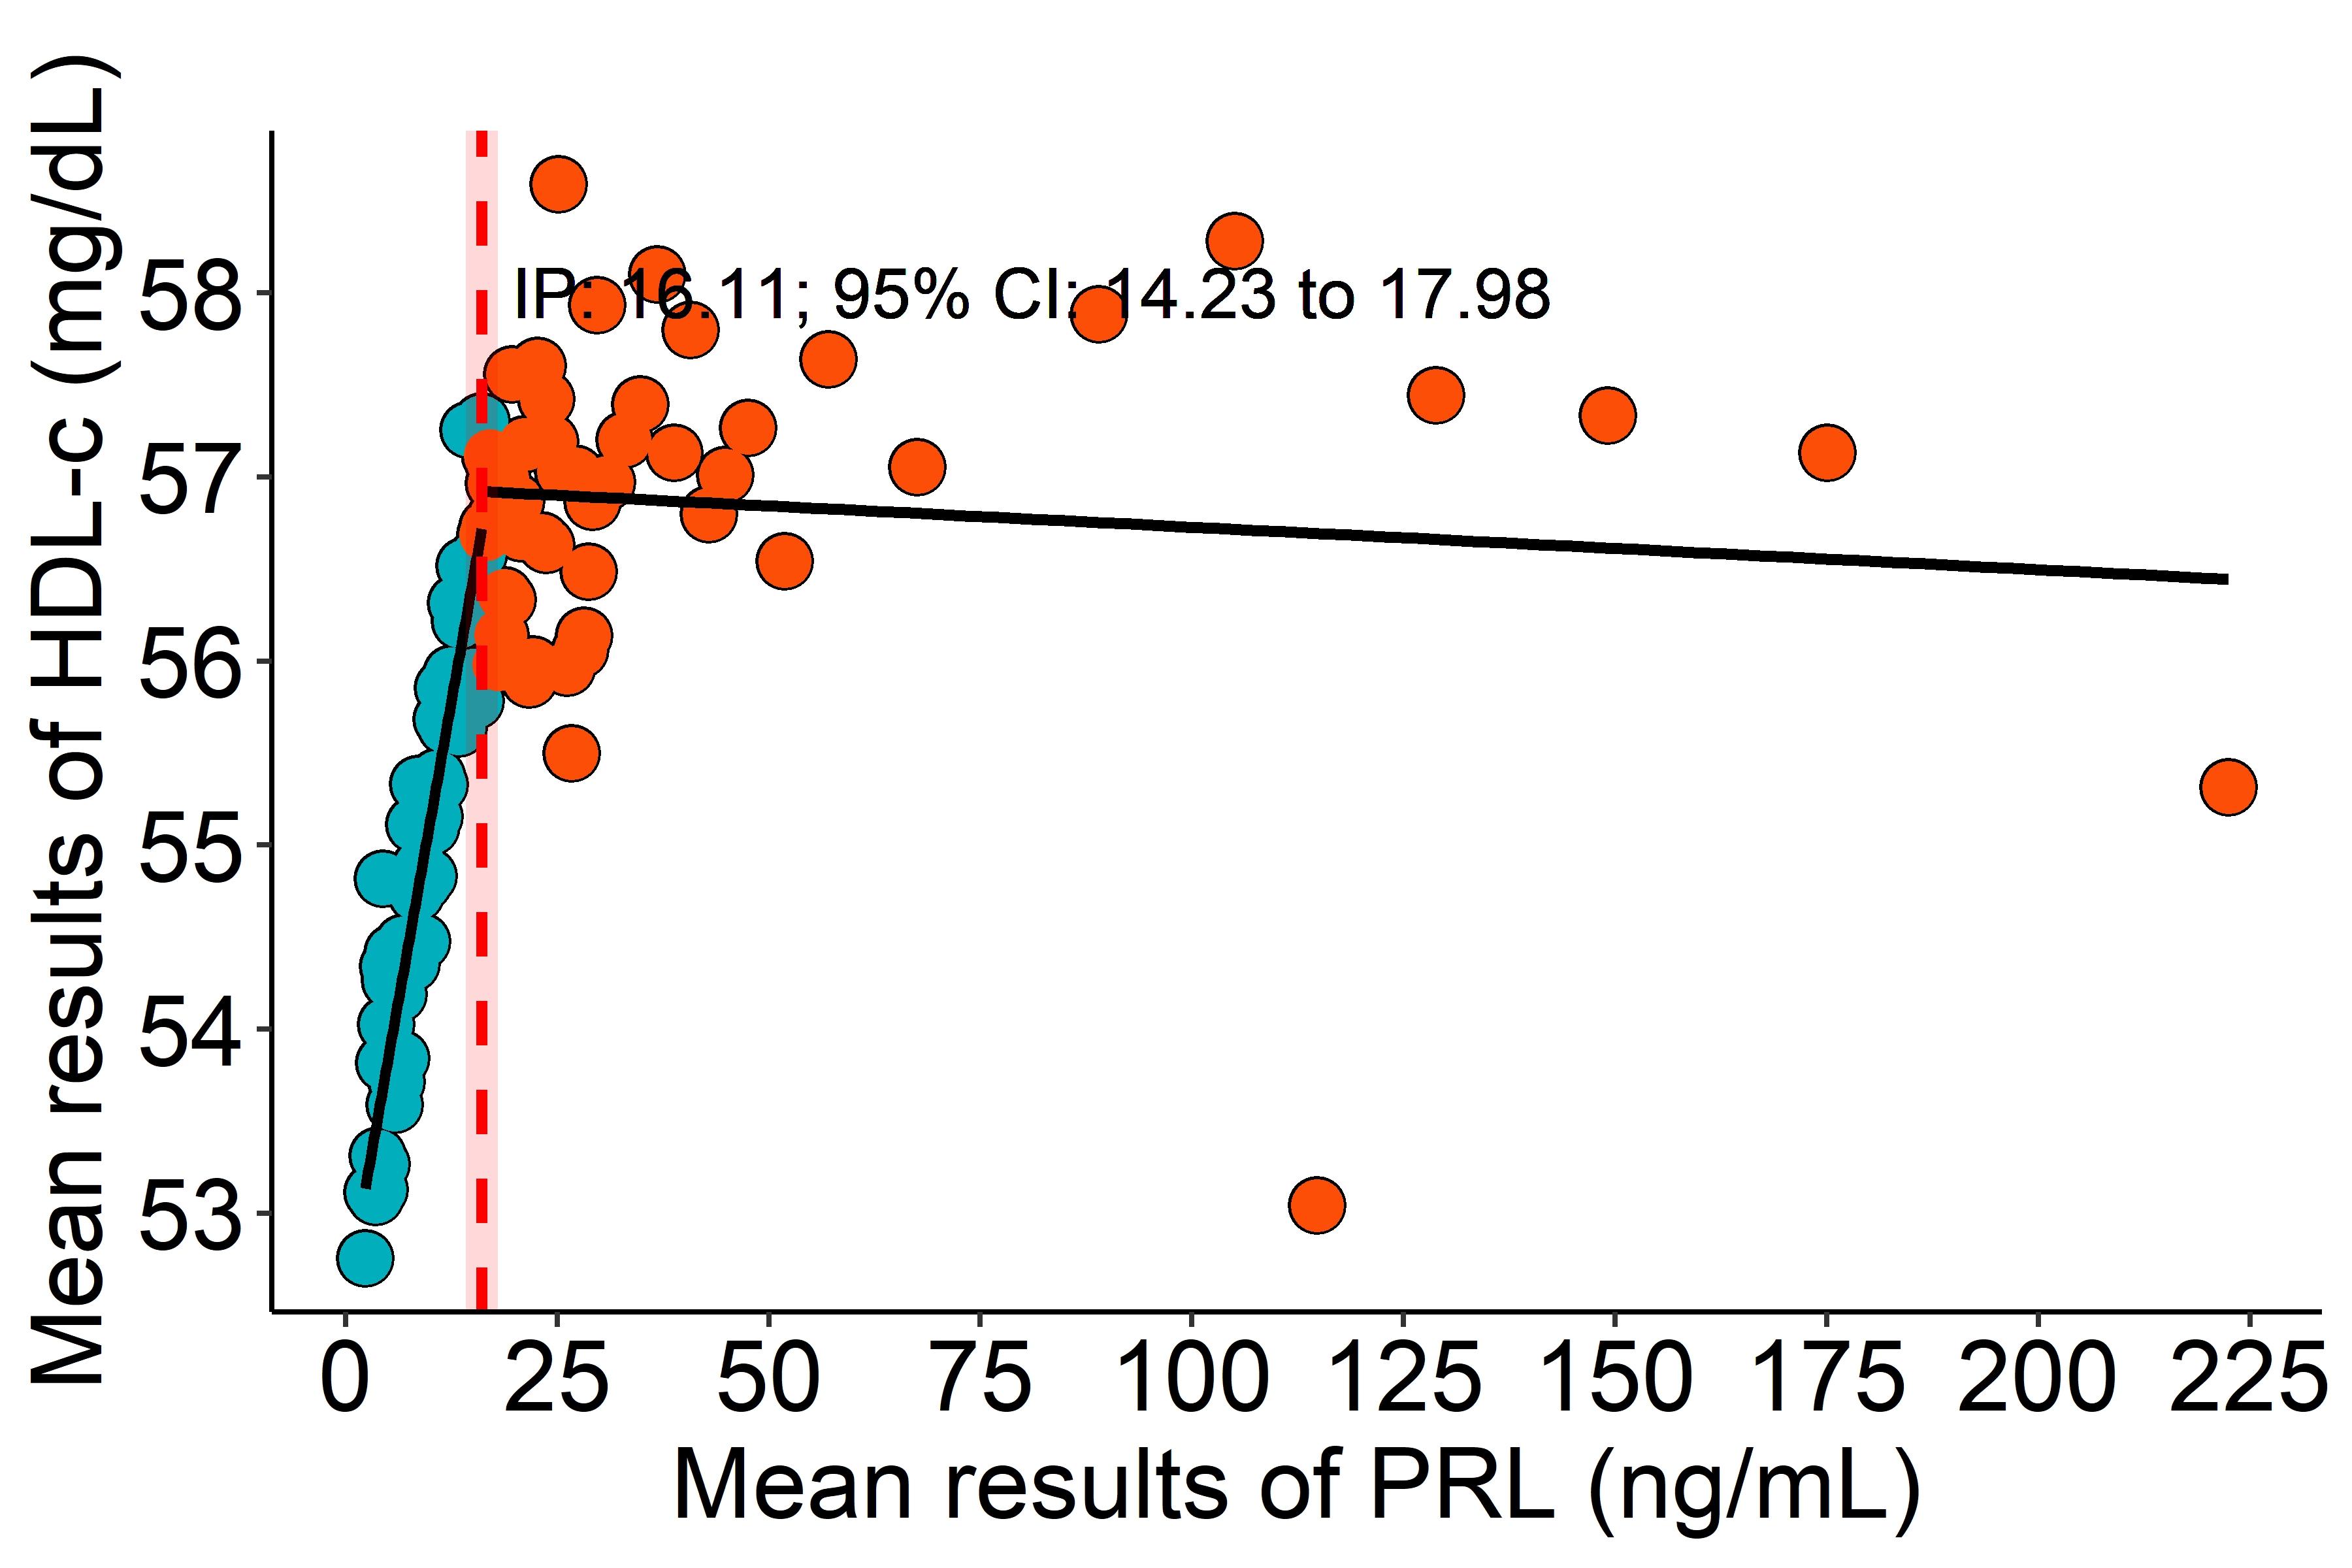 Mean results of HDL-c (mg/dL)
58
57
56
55
54
53
IP: 16.11; 95% CI: 14.23 to 17.98
0 25 50 75 100 125 150 175 200 225
Mean results of PRL (ng/mL)